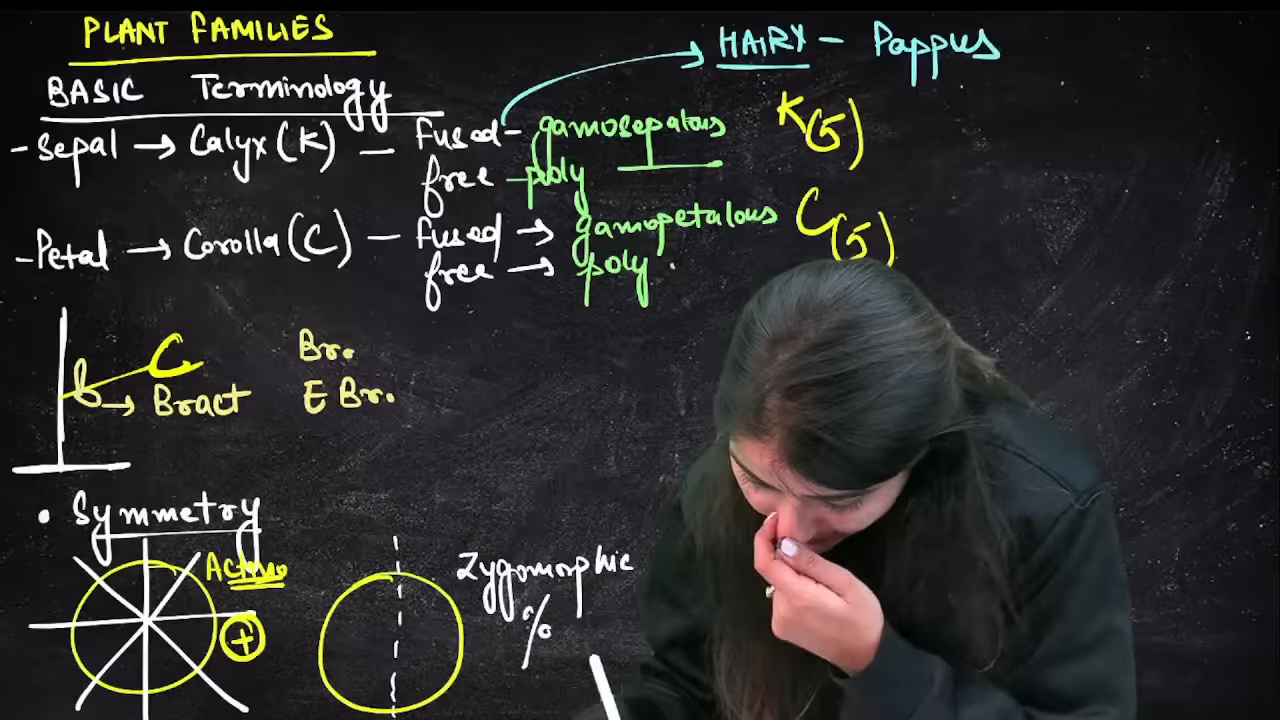 PLANT FAMILIES
HAIRY - Pappus
BASIC Terminology
- Sepal → Calyx (K) - Fused - gamosepalous K(5)
free - poly
- Petal → Corolla (C) - Fused → gamopetalous C(5)
free → poly.
Br.
→ Bract E Br.
• Symmetry
Actino
Zygomorphic
⊕
%